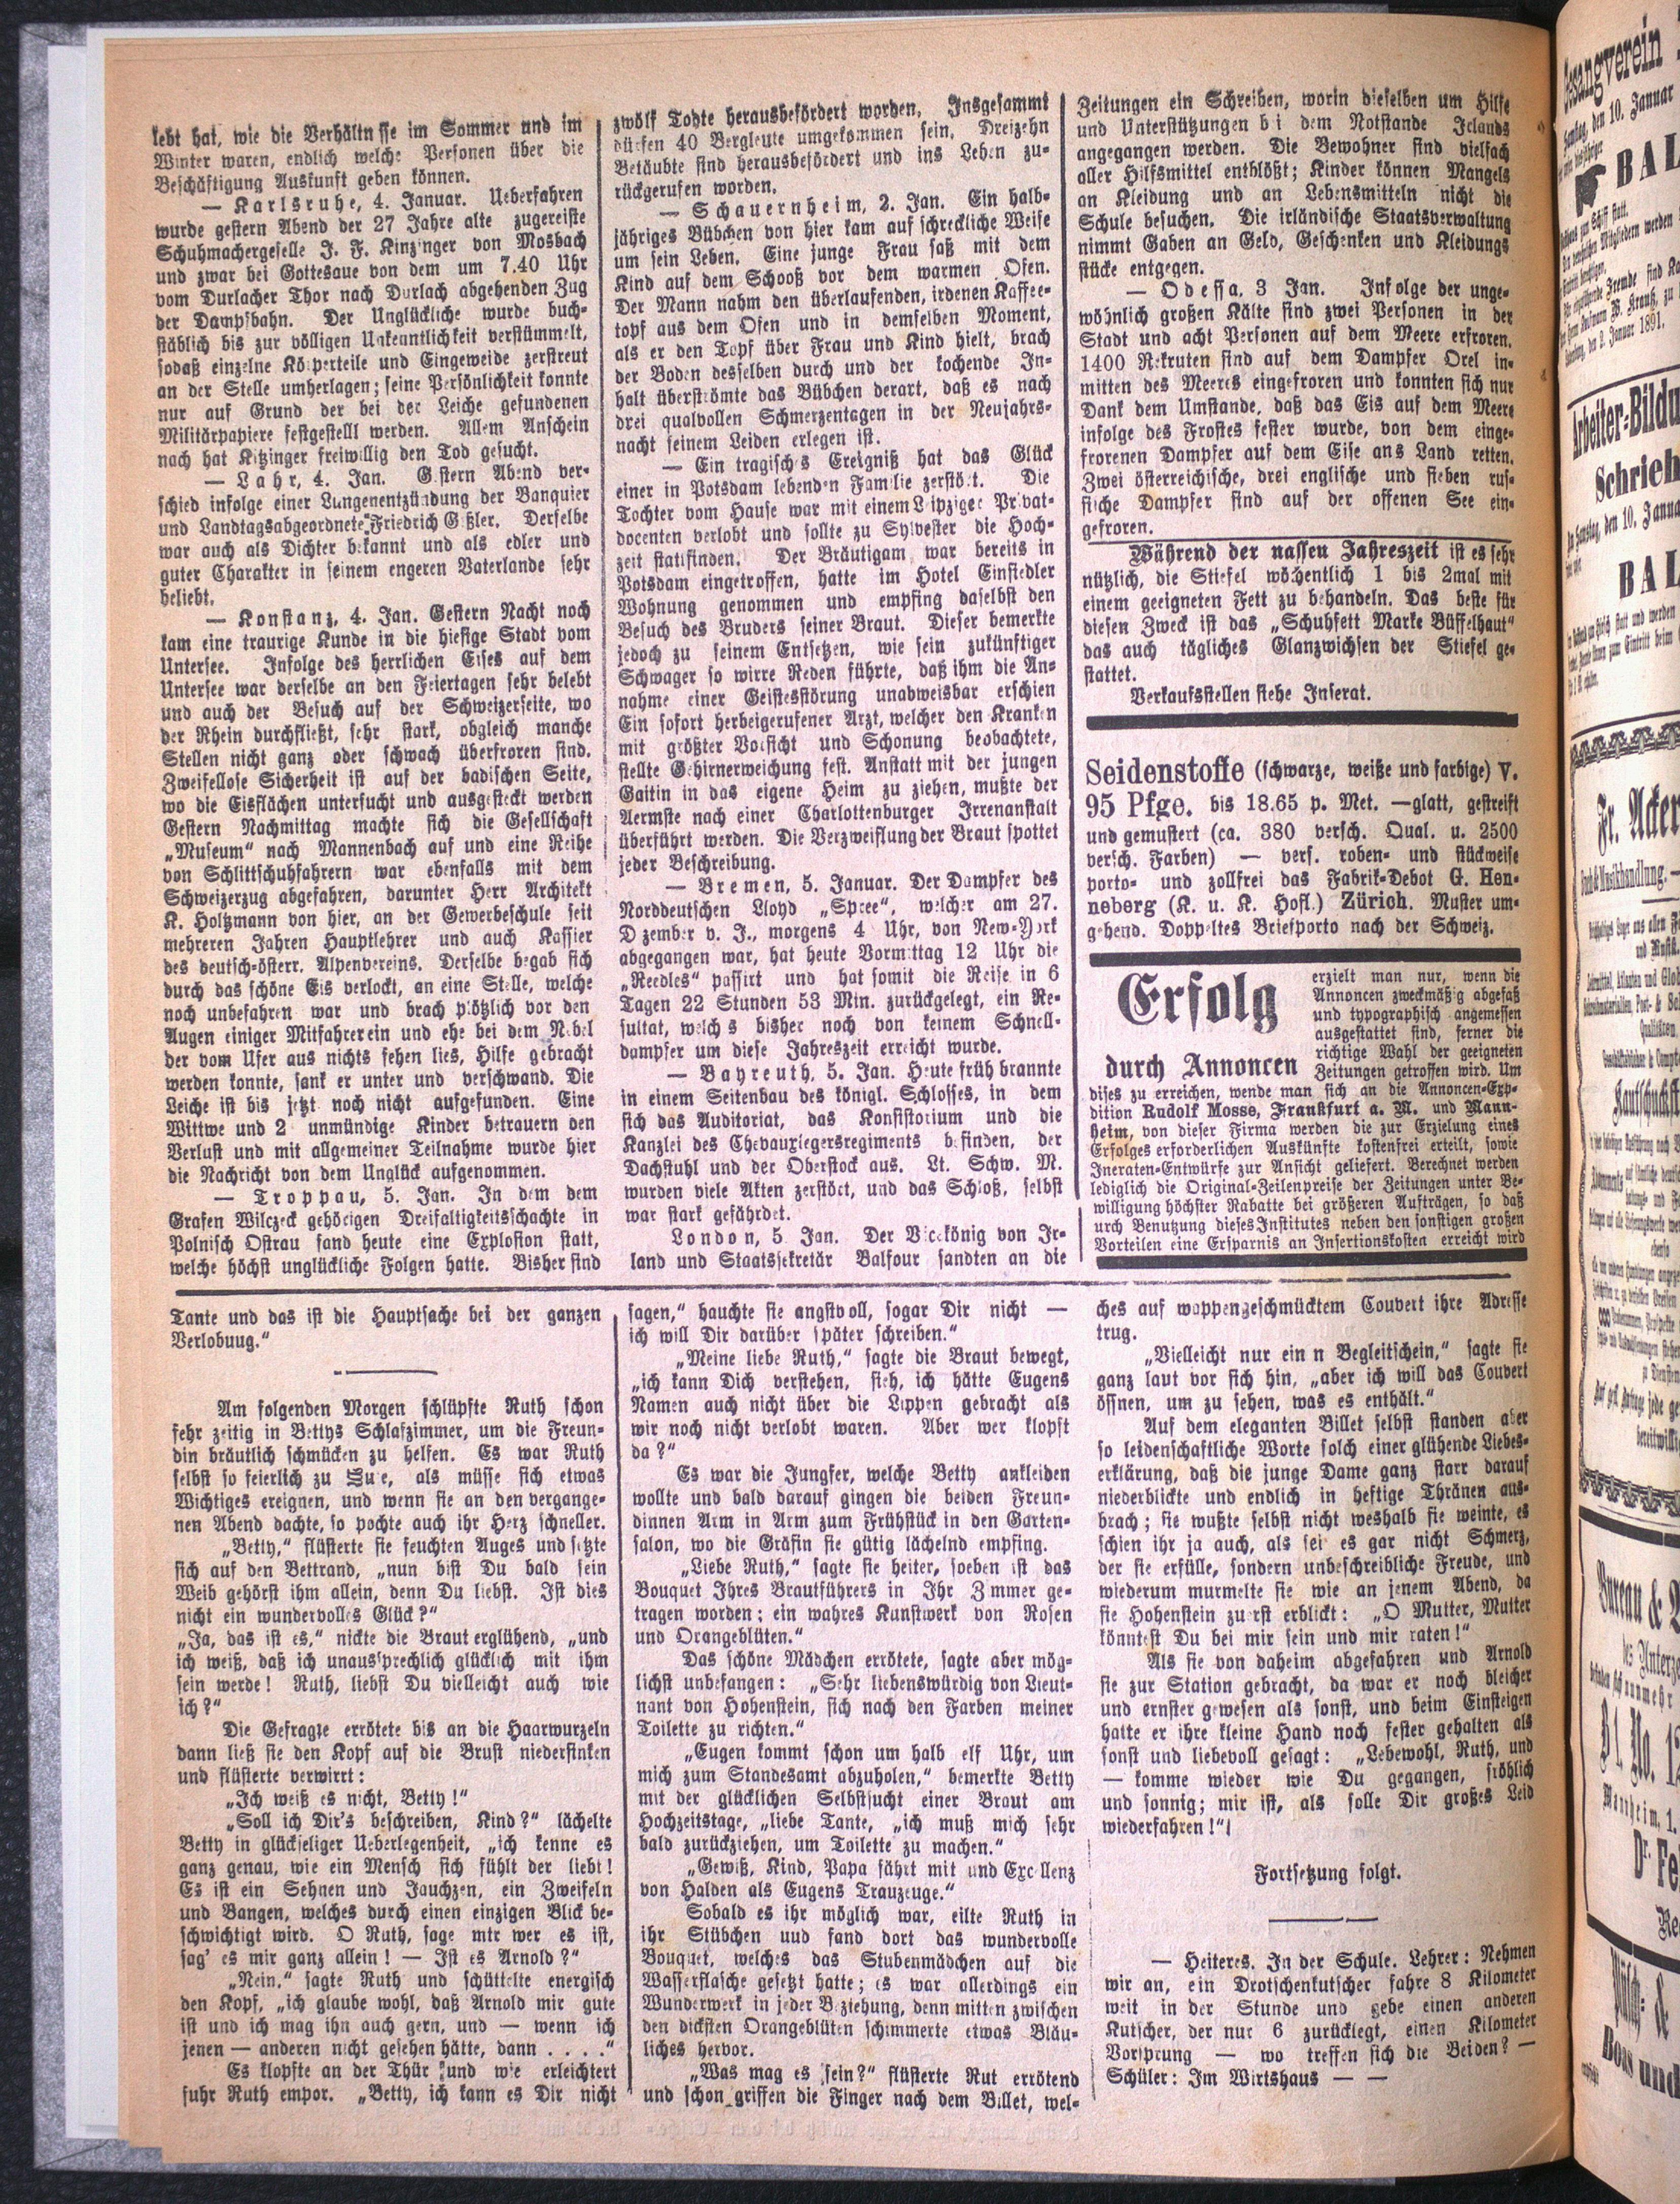 lebt hat, wie die Verhältnisse im Sommer und im
Winter waren, endlich welche Personen über die
Beschäftigung Auskunft geben können.
— Karlsruhe, 4. Januar. Ueberfahren
wurde gestern Abend der 27 Jahre alte zugereiste
Schuhmachergeselle J. F. Kinzinger von Mosbach
und zwar bei Gottesaue von dem um 7.40 Uhr
vom Durlacher Thor nach Durlach abgehenden Zug
der Dampfbahn. Der Unglückliche wurde buch-
stäblich bis zur völligen Unkenntlichkeit verstümmelt,
sodaß einzelne Körperteile und Eingeweide zerstreut
an der Stelle umherlagen; seine Persönlichkeit konnte
nur auf Grund der bei der Leiche gefundenen
Militärpapiere festgestelll werden. Allem Anschein
nach hat Kitzinger freiwillig den Tod gesucht.
— Lahr, 4. Jan. Gestern Abend ver-
schied infolge einer Lungenentzündung der Banquier
und Landtagsabgeordnete Friedrich Geßler. Derselbe
war auch als Dichter bekannt und als edler und
guter Charakter in seinem engeren Vaterlande sehr
beliebt.
— Konstanz, 4. Jan. Gestern Nacht noch
kam eine traurige Kunde in die hiesige Stadt vom
Untersee. Infolge des herrlichen Eises auf dem
Untersee war derselbe an den Feiertagen sehr belebt
und auch der Besuch auf der Schweizerseite, wo
der Rhein durchfließt, sehr stark, obgleich manche
Stellen nicht ganz oder schwach überfroren sind.
Zweifellose Sicherheit ist auf der badischen Seite,
wo die Eisflächen untersucht und ausgesteckt werden
Gestern Nachmittag machte sich die Gesellschaft
„Museum“ nach Mannenbach auf und eine Reihe
von Schlittschuhfahrern war ebenfalls mit dem
Schweizerzug abgefahren, darunter Herr Architekt
K. Holtzmann von hier, an der Gewerbeschule seit
mehreren Jahren Hauptlehrer und auch Kassier
des deutsch-österr. Alpenvereins. Derselbe begab sich
durch das schöne Eis verlockt, an eine Stelle, welche
noch unbefahren war und brach plötzlich vor den
Augen einiger Mitfahrer ein und ehe bei dem Nebel
der vom Ufer aus nichts sehen lies, Hilfe gebracht
werden konnte, sank er unter und verschwand. Die
Leiche ist bis jetzt noch nicht aufgefunden. Eine
Wittwe und 2 unmündige Kinder betrauern den
Verlust und mit allgemeiner Teilnahme wurde hier
die Nachricht von dem Unglück aufgenommen.
— Troppau, 5. Jan. In dem dem
Grafen Wilczeck gehörigen Dreifaltigkeitsschachte in
Polnisch Ostrau fand heute eine Explosion statt,
welche höchst unglückliche Folgen hatte. Bisher sind
zwölf Todte herausbefördert worden. Insgesammt
dürfen 40 Bergleute umgekommen sein. Dreizehn
Betäubte sind herausbefördert und ins Leben zu-
rückgerufen worden.
— Schauernheim, 2. Jan. Ein halb-
jähriges Bübchen von hier kam auf schreckliche Weise
um sein Leben. Eine junge Frau saß mit dem
Kind auf dem Schooß vor dem warmen Ofen.
Der Mann nahm den überlaufenden, irdenen Kaffee-
topf aus dem Ofen und in demselben Moment,
als er den Topf über Frau und Kind hielt, brach
der Boden desselben durch und der kochende In-
halt überströmte das Bübchen derart, daß es nach
drei qualvollen Schmerzentagen in der Neujahrs-
nacht seinem Leiden erlegen ist.
— Ein tragisches Ereigniß hat das Glück
einer in Potsdam lebenden Familie zerstört. Die
Tochter vom Hause war mit einem Leipziger Privat-
docenten verlobt und sollte zu Sylvester die Hoch-
zeit stattfinden. Der Bräutigam war bereits in
Potsdam eingetroffen, hatte im Hotel Einsiedler
Wohnung genommen und empfing daselbst den
Besuch des Bruders seiner Braut. Dieser bemerkte
jedoch zu seinem Entsetzen, wie sein zukünftiger
Schwager so wirre Reden führte, daß ihm die An-
nahme einer Geistesstörung unabweisbar erschien
Ein sofort herbeigerufener Arzt, welcher den Kranken
mit größter Vorsicht und Schonung beobachtete,
stellte Gehirnerweichung fest. Anstatt mit der jungen
Gattin in das eigene Heim zu ziehen, mußte der
Aermste nach einer Charlottenburger Irrenanstalt
überführt werden. Die Verzweiflung der Braut spottet
jeder Beschreibung.
— Bremen, 5. Januar. Der Dampfer des
Norddeutschen Lloyd „Spree“, welcher am 27.
Dezember v. J., morgens 4 Uhr, von New-York
abgegangen war, hat heute Vormittag 12 Uhr die
„Reedles“ passirt und hat somit die Reise in 6
Tagen 22 Stunden 53 Min. zurückgelegt, ein Re-
sultat, welches bisher noch von keinem Schnell-
dampfer um diese Jahreszeit erreicht wurde.
— Bayreuth, 5. Jan. Heute früh brannte
in einem Seitenbau des königl. Schlosses, in dem
sich das Auditoriat, das Konsistorium und die
Kanzlei des Chevauxlegersregiments befinden, der
Dachstuhl und der Oberstock aus. Lt. Schw. M.
wurden viele Akten zerstört, und das Schloß, selbst
war stark gefährdet.
London, 5 Jan. Der Vicekönig von Ir-
land und Staatssekretär Balfour sandten an die
Zeitungen ein Schreiben, worin dieselben um Hilfe
und Unterstützungen bei dem Notstande Irlands
angegangen werden. Die Bewohner sind vielfach
aller Hilfsmittel entblößt; Kinder können Mangels
an Kleidung und an Lebensmitteln nicht die
Schule besuchen. Die irländische Staatsverwaltung
nimmt Gaben an Geld, Geschenken und Kleidungs
stücke entgegen.
— Odessa, 3 Jan. Infolge der unge-
wöhnlich großen Kälte sind zwei Personen in der
Stadt und acht Personen auf dem Meere erfroren.
1400 Rekruten sind auf dem Dampfer Orel in-
mitten des Meeres eingefroren und konnten sich nur
Dank dem Umstande, daß das Eis auf dem Meere
infolge des Frostes fester wurde, von dem einge-
frorenen Dampfer auf dem Eise ans Land retten.
Zwei österreichische, drei englische und sieben rus-
sische Dampfer sind auf der offenen See ein-
gefroren.
Während der nassen Jahreszeit ist es sehr
nützlich, die Stiefel wöchentlich 1 bis 2mal mit
einem geeigneten Fett zu behandeln. Das beste für
diesen Zweck ist das „Schuhfett Marke Büffelhaut“
das auch tägliches Glanzwichsen der Stiefel ge-
stattet.
Verkaufsstellen siehe Inserat.
Seidenstoffe (schwarze, weiße und farbige) v.
95 Pfge. bis 18.65 p. Met. —glatt, gestreift
und gemustert (ca. 380 versch. Qual. u. 2500
versch. Farben) — vers. roben- und stückweise
porto- und zollfrei das Fabrik-Debot G. Hen-
neberg (K. u. K. Hofl.) Zürich. Muster um-
gehend. Doppeltes Briefporto nach der Schweiz.
Erfolg
durch Annoncen
erzielt man nur, wenn die
Annoncen zweckmäßig abgefaß
und typographisch angemessen
ausgestattet sind, ferner die
richtige Wahl der geeigneten
Zeitungen getroffen wird. Um
dises zu erreichen, wende man sich an die Annoncen-Exp-
dition Rudolf Mosse, Frankfurt a. M. und Mann-
heim, von dieser Firma werden die zur Erzielung eines
Erfolges erforderlichen Auskünfte kostenfrei erteilt, sowie
Ineraten-Entwürfe zur Ansicht geliefert. Berechnet werden
lediglich die Original-Zeilenpreise der Zeitungen unter Be-
willigung höchster Rabatte bei größeren Aufträgen, so daß
urch Benutzung dieses Institutes neben den sonstigen großen
Vorteilen eine Ersparnis an Insertionskosten erreicht wird
Tante und das ist die Hauptsache bei der ganzen
Verlobuug.“
Am folgenden Morgen schlüpfte Ruth schon
sehr zeitig in Bettys Schlafzimmer, um die Freun-
din bräutlich schmücken zu helfen. Es war Ruth
selbst so feierlich zu Mute, als müsse sich etwas
Wichtiges ereignen, und wenn sie an den vergange-
nen Abend dachte, so pochte auch ihr Herz schneller.
„Betty,“ flüsterte sie feuchten Auges und setzte
sich auf den Bettrand, „nun bist Du bald sein
Weib gehörst ihm allein, denn Du liebst. Ist dies
nicht ein wundervolles Glück?“
„Ja, das ist es,“ nickte die Braut erglühend, „und
ich weiß, daß ich unaussprechlich glücklich mit ihm
sein werde! Ruth, liebst Du vielleicht auch wie
ich?“
Die Gefragte errötete bis an die Haarwurzeln
dann ließ sie den Kopf auf die Brust niedersinken
und flüsterte verwirrt:
„Ich weiß es nicht, Betty!“
„Soll ich Dir's beschreiben, Kind?“ lächelte
Betty in glückseliger Ueberlegenheit, „ich kenne es
ganz genau, wie ein Mensch sich fühlt der liebt!
Es ist ein Sehnen und Jauchzen, ein Zweifeln
und Bangen, welches durch einen einzigen Blick be-
schwichtigt wird. O Ruth, sage mtr wer es ist,
sag' es mir ganz allein! — Ist es Arnold?“
„Nein,“ sagte Ruth und schüttelte energisch
den Kopf, „ich glaube wohl, daß Arnold mir gute
ist und ich mag ihn auch gern, und — wenn ich
jenen — anderen nicht gesehen hätte, dann . . . .“
Es klopfte an der Thür und wie erleichtert
fuhr Ruth empor. „Betty, ich kann es Dir nicht
sagen,“ hauchte sie angstvoll, sogar Dir nicht —
ich will Dir darüber später schreiben.“
„Meine liebe Ruth,“ sagte die Braut bewegt,
„ich kann Dich verstehen, sieh, ich hätte Eugens
Namen auch nicht über die Lippen gebracht als
wir noch nicht verlobt waren. Aber wer klopft
da?“
Es war die Jungfer, welche Betty ankleiden
wollte und bald darauf gingen die beiden Freun-
dinnen Arm in Arm zum Frühstück in den Garten-
salon, wo die Gräfin sie gütig lächelnd empfing.
„Liebe Ruth,“ sagte sie heiter, soeben ist das
Bouquet Ihres Brautführers in Ihr Zimmer ge-
tragen worden; ein wahres Kunstwerk von Rosen
und Orangeblüten.“
Das schöne Mädchen errötete, sagte aber mög-
lichst unbefangen: „Sehr liebenswürdig von Lieut-
nant von Hohenstein, sich nach den Farben meiner
Toilette zu richten.“
„Eugen kommt schon um halb elf Uhr, um
mich zum Standesamt abzuholen,“ bemerkte Betty
mit der glücklichen Selbstsucht einer Braut am
Hochzeitstage, „liebe Tante, „ich muß mich sehr
bald zurückziehen, um Toilette zu machen.“
„Gewiß, Kind, Papa fährt mit und Excellenz
von Halden als Eugens Trauzeuge.“
Sobald es ihr möglich war, eilte Ruth in
ihr Stübchen uud fand dort das wundervolle
Bouquet, welches das Stubenmädchen auf die
Wasserflasche gesetzt hatte; es war allerdings ein
Wunderwerk in jeder Beziehung, denn mitten zwischen
den dicksten Orangeblüten schimmerte etwas Bläu-
liches hervor.
„Was mag es sein?“ flüsterte Rut errötend
und schon griffen die Finger nach dem Billet, wel-
ches auf wappengeschmücktem Couvert ihre Adresse
trug.
„Vielleicht nur einn Begleitschein,“ sagte sie
ganz laut vor sich hin, „aber ich will das Couvert
öffnen, um zu sehen, was es enthält.“
Auf dem eleganten Billet selbst standen aber
so leidenschaftliche Worte solch einer glühende Liebes-
erklärung, daß die junge Dame ganz starr darauf
niederblickte und endlich in heftige Thränen aus-
brach; sie wußte selbst nicht weshalb sie weinte, es
schien ihr ja auch, als sei es gar nicht Schmerz,
der sie erfülle, sondern unbeschreibliche Freude, und
wiederum murmelte sie wie an jenem Abend, da
sie Hohenstein zuerst erblickt: „O Mutter, Mutter
könntest Du bei mir sein und mir raten!“
Als sie von daheim abgefahren und Arnold
sie zur Station gebracht, da war er noch bleicher
und ernster gewesen als sonst, und beim Einsteigen
hatte er ihre kleine Hand noch fester gehalten als
sonst und liebevoll gesagt: „Lebewohl, Ruth, und
— komme wieder wie Du gegangen, fröhlich
und sonnig; mir ist, als solle Dir großes Leid
wiederfahren!“
Fortsetzung folgt.
— Heiteres. In der Schule. Lehrer: Nehmen
wir an, ein Drotschenkutscher fahre 8 Kilometer
weit in der Stunde und gebe einen anderen
Kutscher, der nur 6 zurücklegt, einen Kilometer
Vorsprung — wo treffen sich die Beiden? —
Schüler: Im Wirtshaus — —
Gesangverein
Samstag, den 10. Januar
BAL
Januar 1891.
Arbeiter-Bildu
Schrieh
Samstag, den 10. Janua
BAL
Fr. Acker
Bureau &
Mannheim, 1.
Dr. Fe